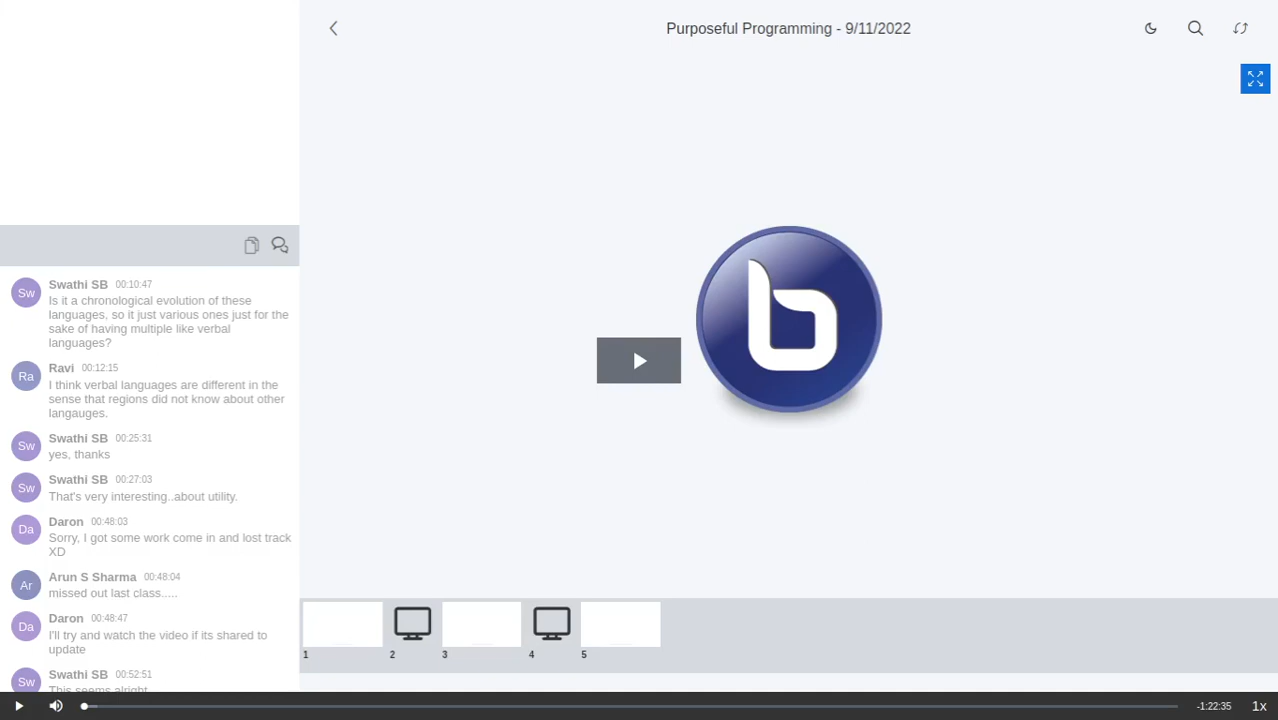 Purposeful Programming - 9/11/2022
Sw
Swathi SB 00:10:47
Is it a chronological evolution of these
languages, so it just various ones just for the
sake of having multiple like verbal
languages?
Ra
Ravi 00:12:15
I think verbal languages are different in the
sense that regions did not know about other
langauges.
Sw
Swathi SB 00:25:31
yes, thanks
Sw
Swathi SB 00:27:03
That's very interesting..about utility.
Da
Daron 00:48:03
Sorry, I got some work come in and lost track
XD
Ar
Arun S Sharma 00:48:04
missed out last class.....
Da
Daron 00:48:47
I'll try and watch the video if its shared to
update
Sw
Swathi SB 00:52:51
This seems alright
1 2 3 4 5
-1:22:35 1x